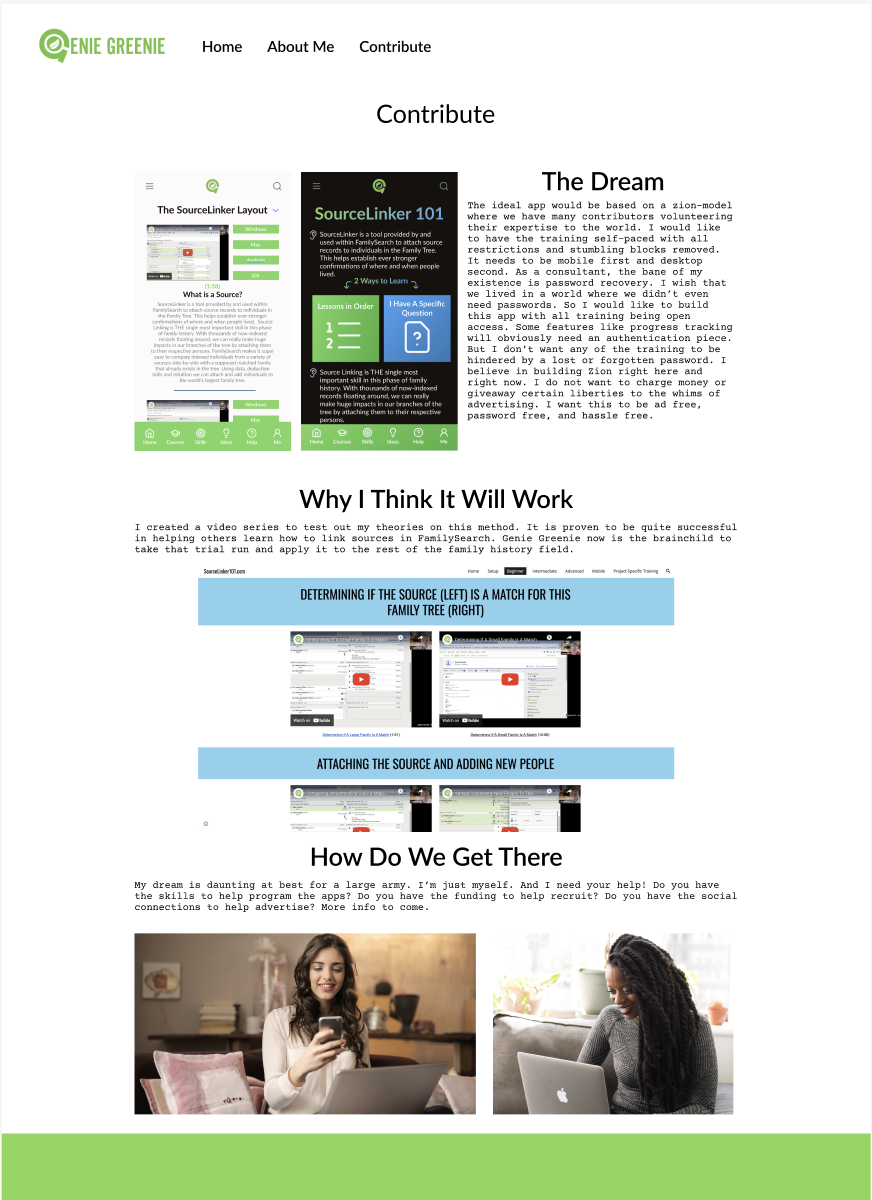 ENIE GREENIE
Home
About Me
Contribute
Contribute
The SourceLinker Layout
Windows
Mac
Android
iOS
(1:58)
What is a Source?
SourceLinker is a tool provided by and used within
FamilySearch to attach source records to individuals in
the Family Tree. This helps establish ever stronger
confirmations of where and when people lived. Source
Linking is THE single most important skill in this phase
of family history. With thousands of now-indexed
records floating around, we can really make huge
impacts in our branches of the tree by attaching them
to their respective persons. FamilySearch makes it super
easy to compare indexed individuals from a variety of
sources side-by-side with a supposed matched family
that already exists in the tree. Using data, deduction
skills and intuition we can attach and add individuals to
the world's largest family tree.
Windows
Mac
Home
Courses
Skills
Ideas
Help
Me
SourceLinker 101
SourceLinker is a tool provided by and
used within FamilySearch to attach source
records to individuals in the Family Tree.
This helps establish ever stronger
confirmations of where and when people
lived.
2 Ways to Learn
Lessons in Order
1
2
I Have A Specific
Question
?
Source Linking is THE single most
important skill in this phase of family
history. With thousands of now-indexed
records floating around, we can really
make huge impacts in our branches of the
tree by attaching them to their respective
persons.
Home
Courses
Skills
Ideas
Help
Me
The Dream
The ideal app would be based on a zion-model
where we have many contributors volunteering
their expertise to the world. I would like
to have the training self-paced with all
restrictions and stumbling blocks removed.
It needs to be mobile first and desktop
second. As a consultant, the bane of my
existence is password recovery. I wish that
we lived in a world where we didn't even
need passwords. So I would like to build
this app with all training being open
access. Some features like progress tracking
will obviously need an authentication piece.
But I don't want any of the training to be
hindered by a lost or forgotten password. I
believe in building Zion right here and
right now. I do not want to charge money or
giveaway certain liberties to the whims of
advertising. I want this to be ad free,
password free, and hassle free.
Why I Think It Will Work
I created a video series to test out my theories on this method. It is proven to be quite successful
in helping others learn how to link sources in FamilySearch. Genie Greenie now is the brainchild to
take that trial run and apply it to the rest of the family history field.
SourceLinker101.com
Home
Setup
Beginner
Intermediate
Advanced
Mobile
Project Specific Training
DETERMINING IF THE SOURCE (LEFT) IS A MATCH FOR THIS
FAMILY TREE (RIGHT)
Determining If A Large Family Is A Match
Watch on YouTube
Determining If A Small Family Is A Match
Watch on YouTube
Determining If A Large Family Is A Match (1:51)
Determining If A Small Family Is A Match (12:08)
ATTACHING THE SOURCE AND ADDING NEW PEOPLE
How Do We Get There
My dream is daunting at best for a large army. I'm just myself. And I need your help! Do you have
the skills to help program the apps? Do you have the funding to help recruit? Do you have the social
connections to help advertise? More info to come.